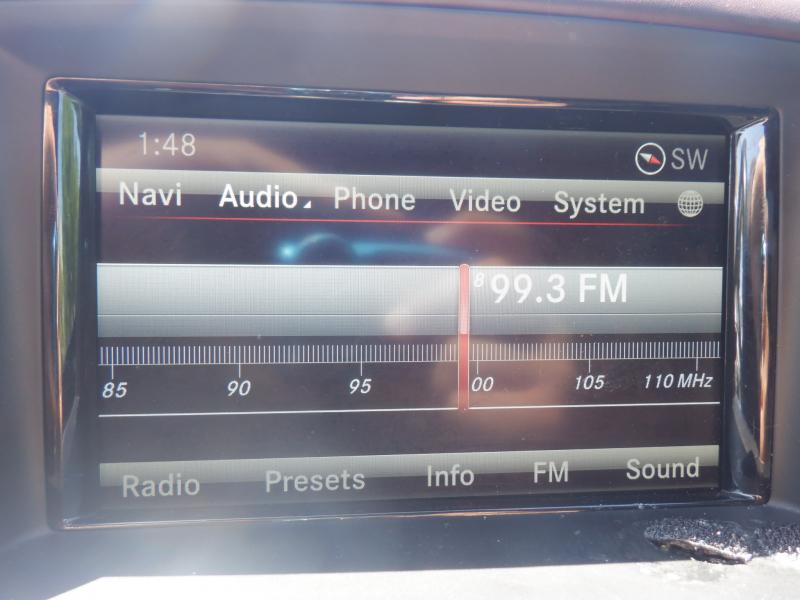 1:48 SW
Navi Audio Phone Video System
8 99.3 FM
85 90 95 00 105 110 MHz
Radio Presets Info FM Sound